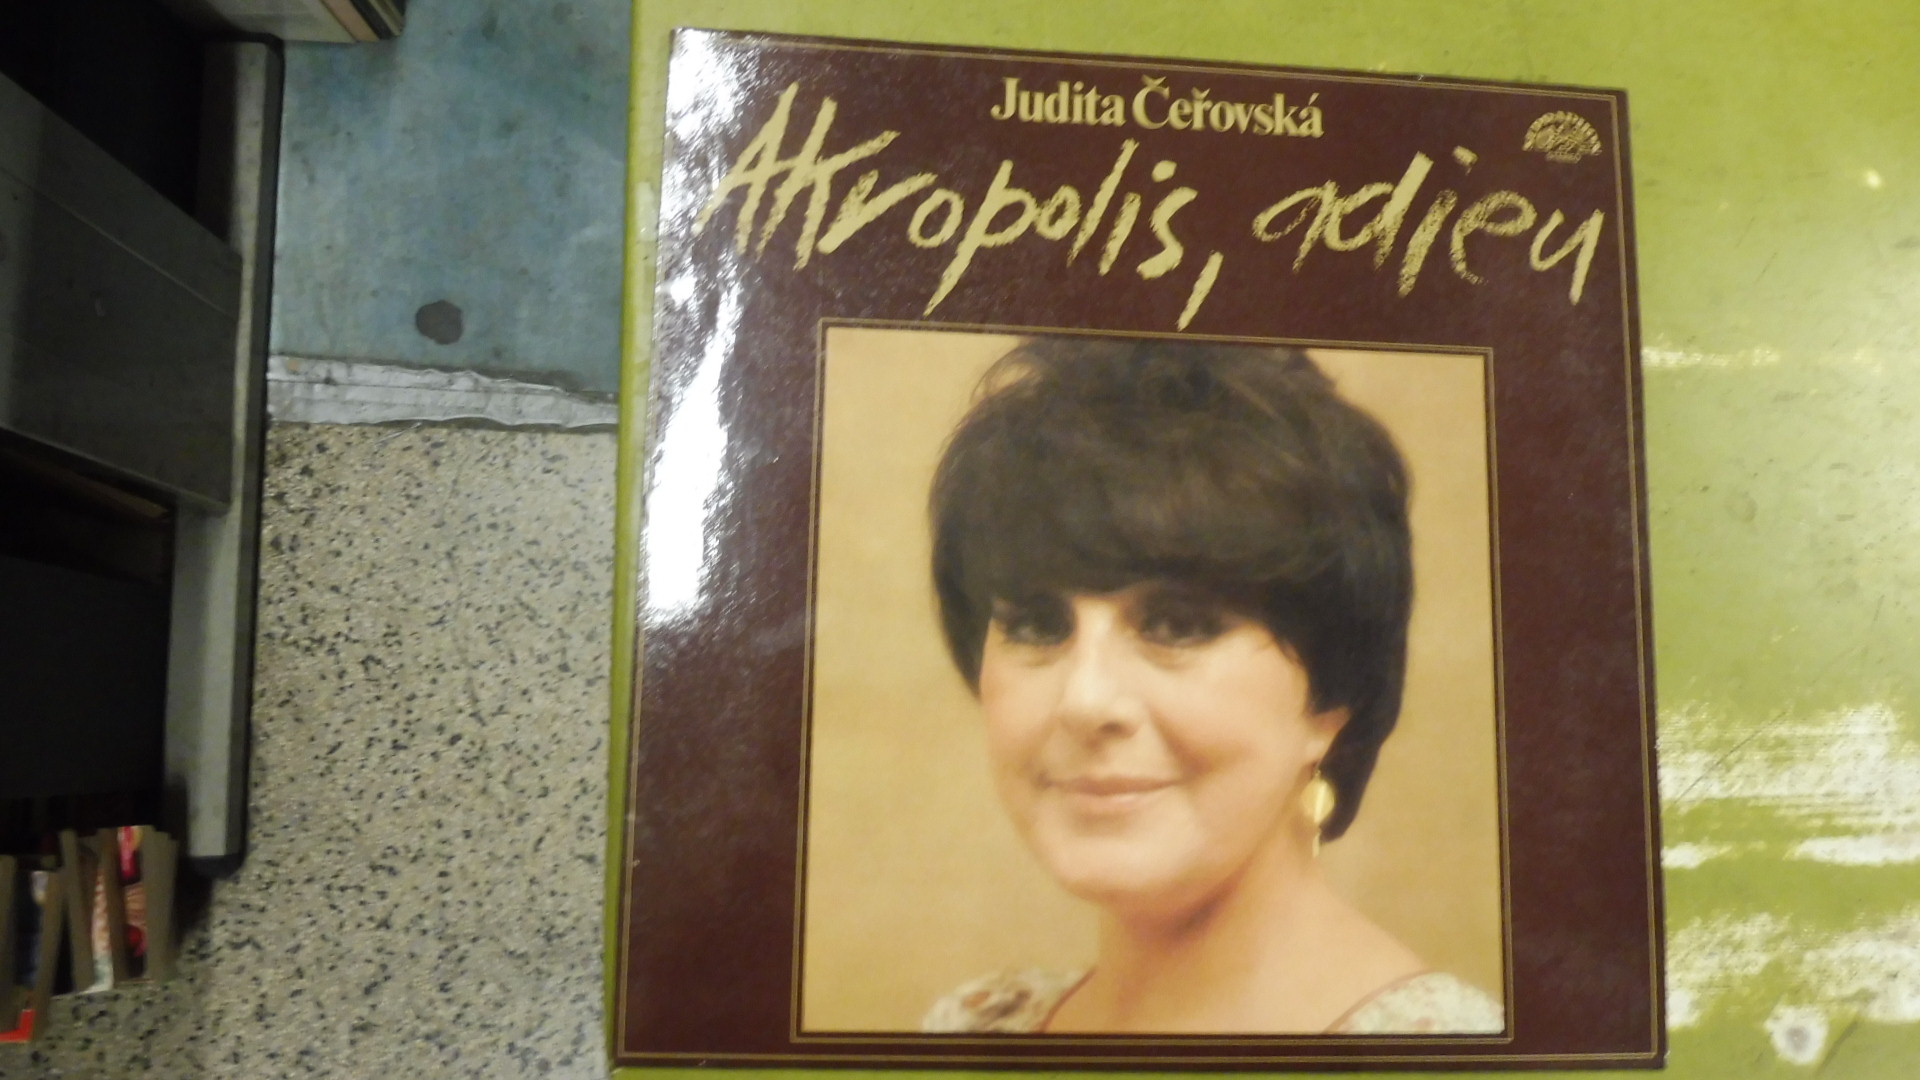 Judita Čeřovská
Akropolis, adieu